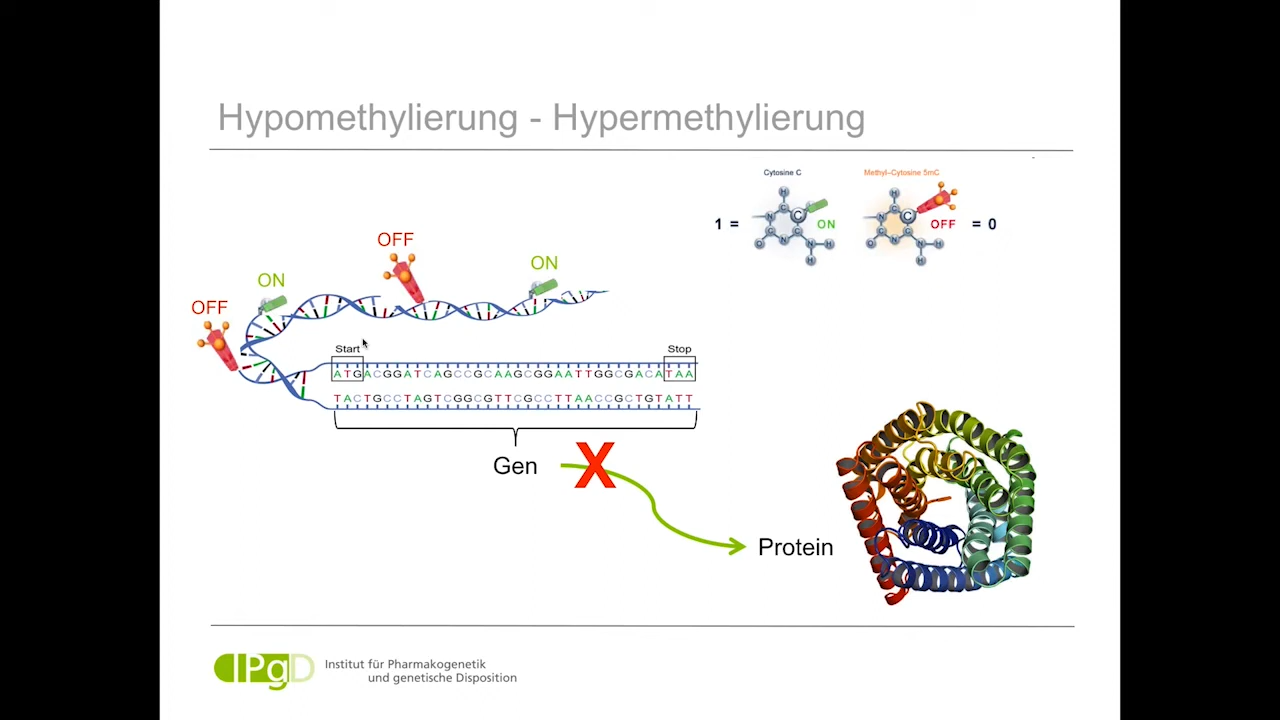 Hypomethylierung - Hypermethylierung
Cytosine C
Methyl-Cytosine 5mC
1 =
ON
OFF
= 0
OFF
ON
OFF
ON
Start
Stop
ATGACGGATCAGCCGCAAGCGGAATTGGCGACATAA
TACTGCCTAGTCGGCGTTCGCCTTAACCGCTGTATT
Gen
X
Protein
IPgD
Institut für Pharmakogenetik
und genetische Disposition